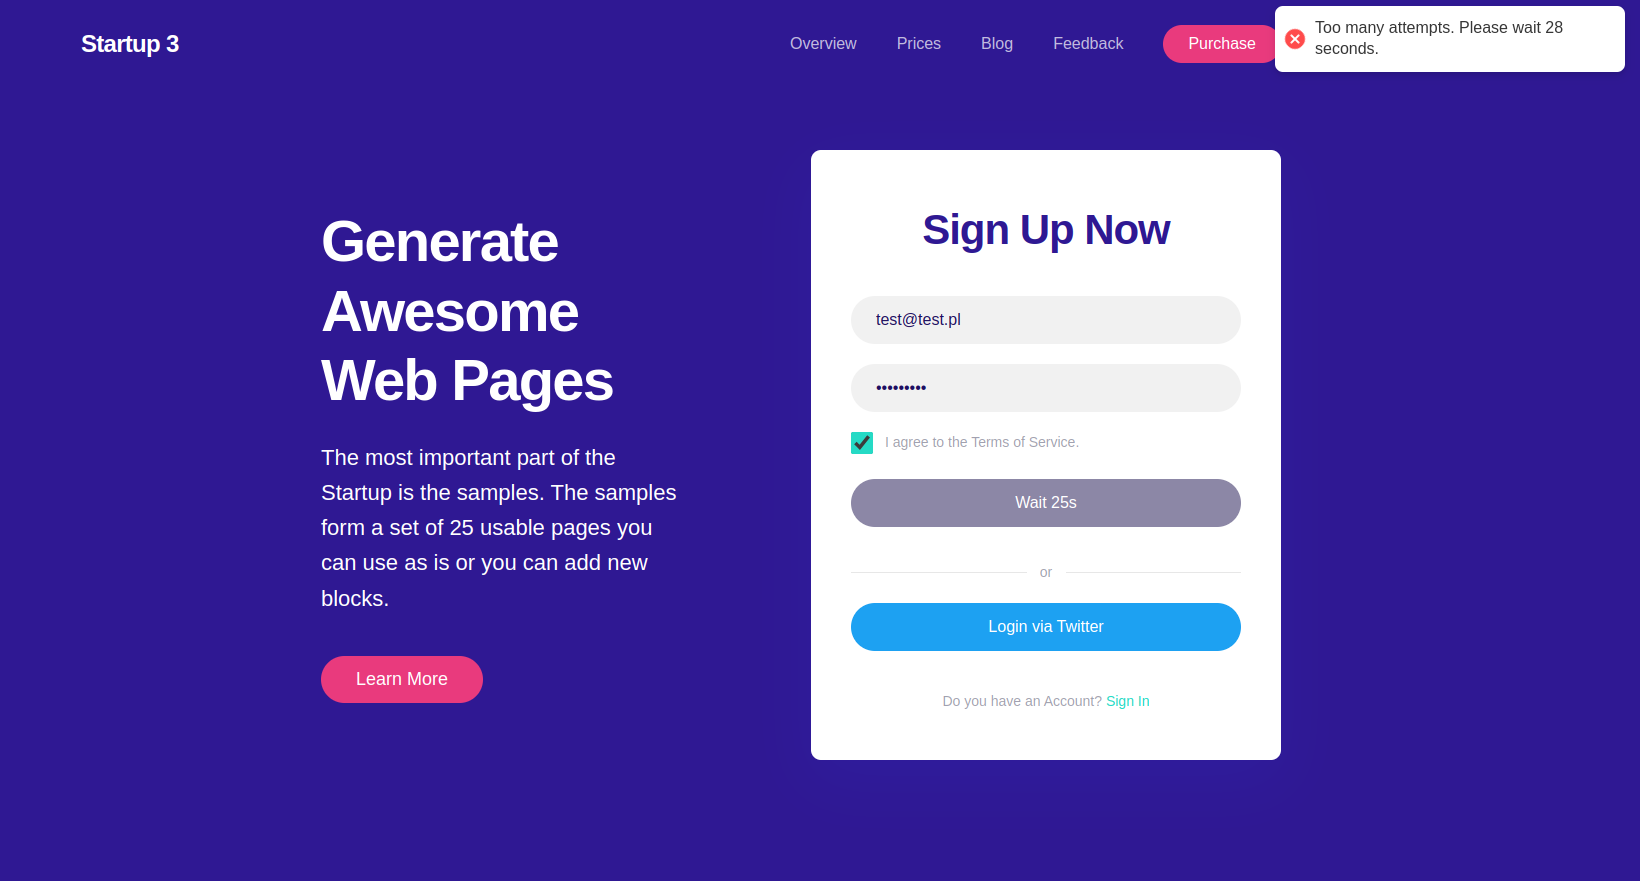 Startup 3
Overview
Prices
Blog
Feedback
Purchase
Too many attempts. Please wait 28
seconds.
Generate
Awesome
Web Pages
The most important part of the
Startup is the samples. The samples
form a set of 25 usable pages you
can use as is or you can add new
blocks.
Learn More
Sign Up Now
test@test.pl
•••••••••
I agree to the Terms of Service.
Wait 25s
or
Login via Twitter
Do you have an Account? Sign In